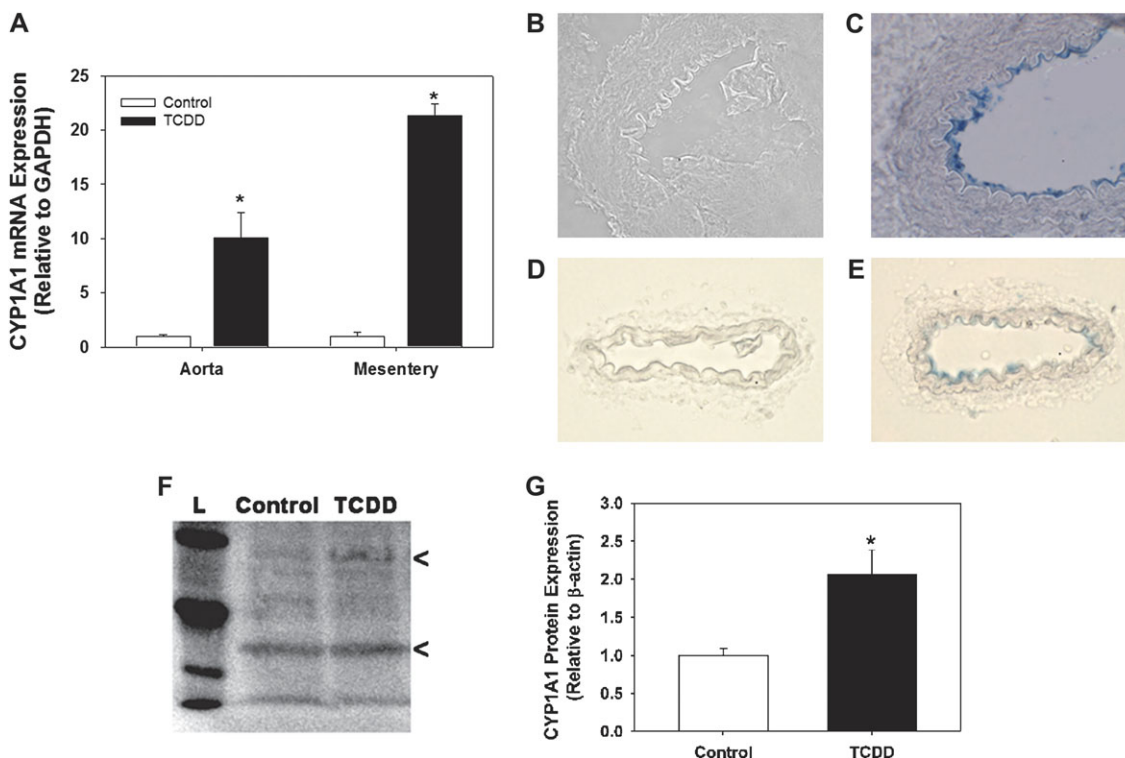 A
CYP1A1 mRNA Expression
(Relative to GAPDH)
25
20
15
10
5
0
Control
TCDD
*
*
Aorta
Mesentery
B
C
D
E
F
L Control TCDD
<
<
G
CYP1A1 Protein Expression
(Relative to β-actin)
3.0
2.5
2.0
1.5
1.0
0.5
0.0
*
Control
TCDD